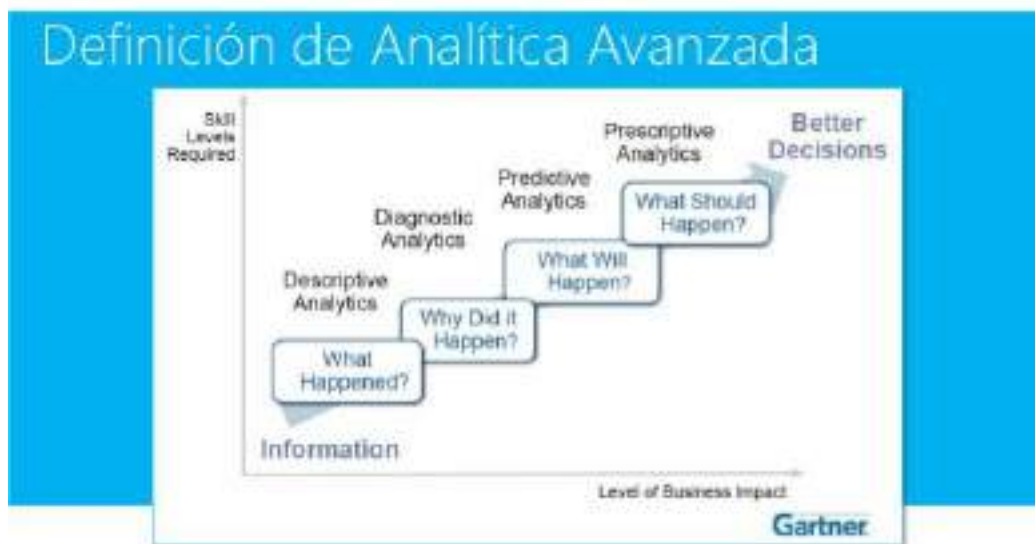 Definición de Analítica Avanzada
Skill
Levels
Required
Prescriptive
Analytics
Better
Decisions
Predictive
Analytics
What Should
Happen?
Diagnostic
Analytics
What Will
Happen?
Descriptive
Analytics
Why Did it
Happen?
What
Happened?
Information
Level of Business Impact
Gartner